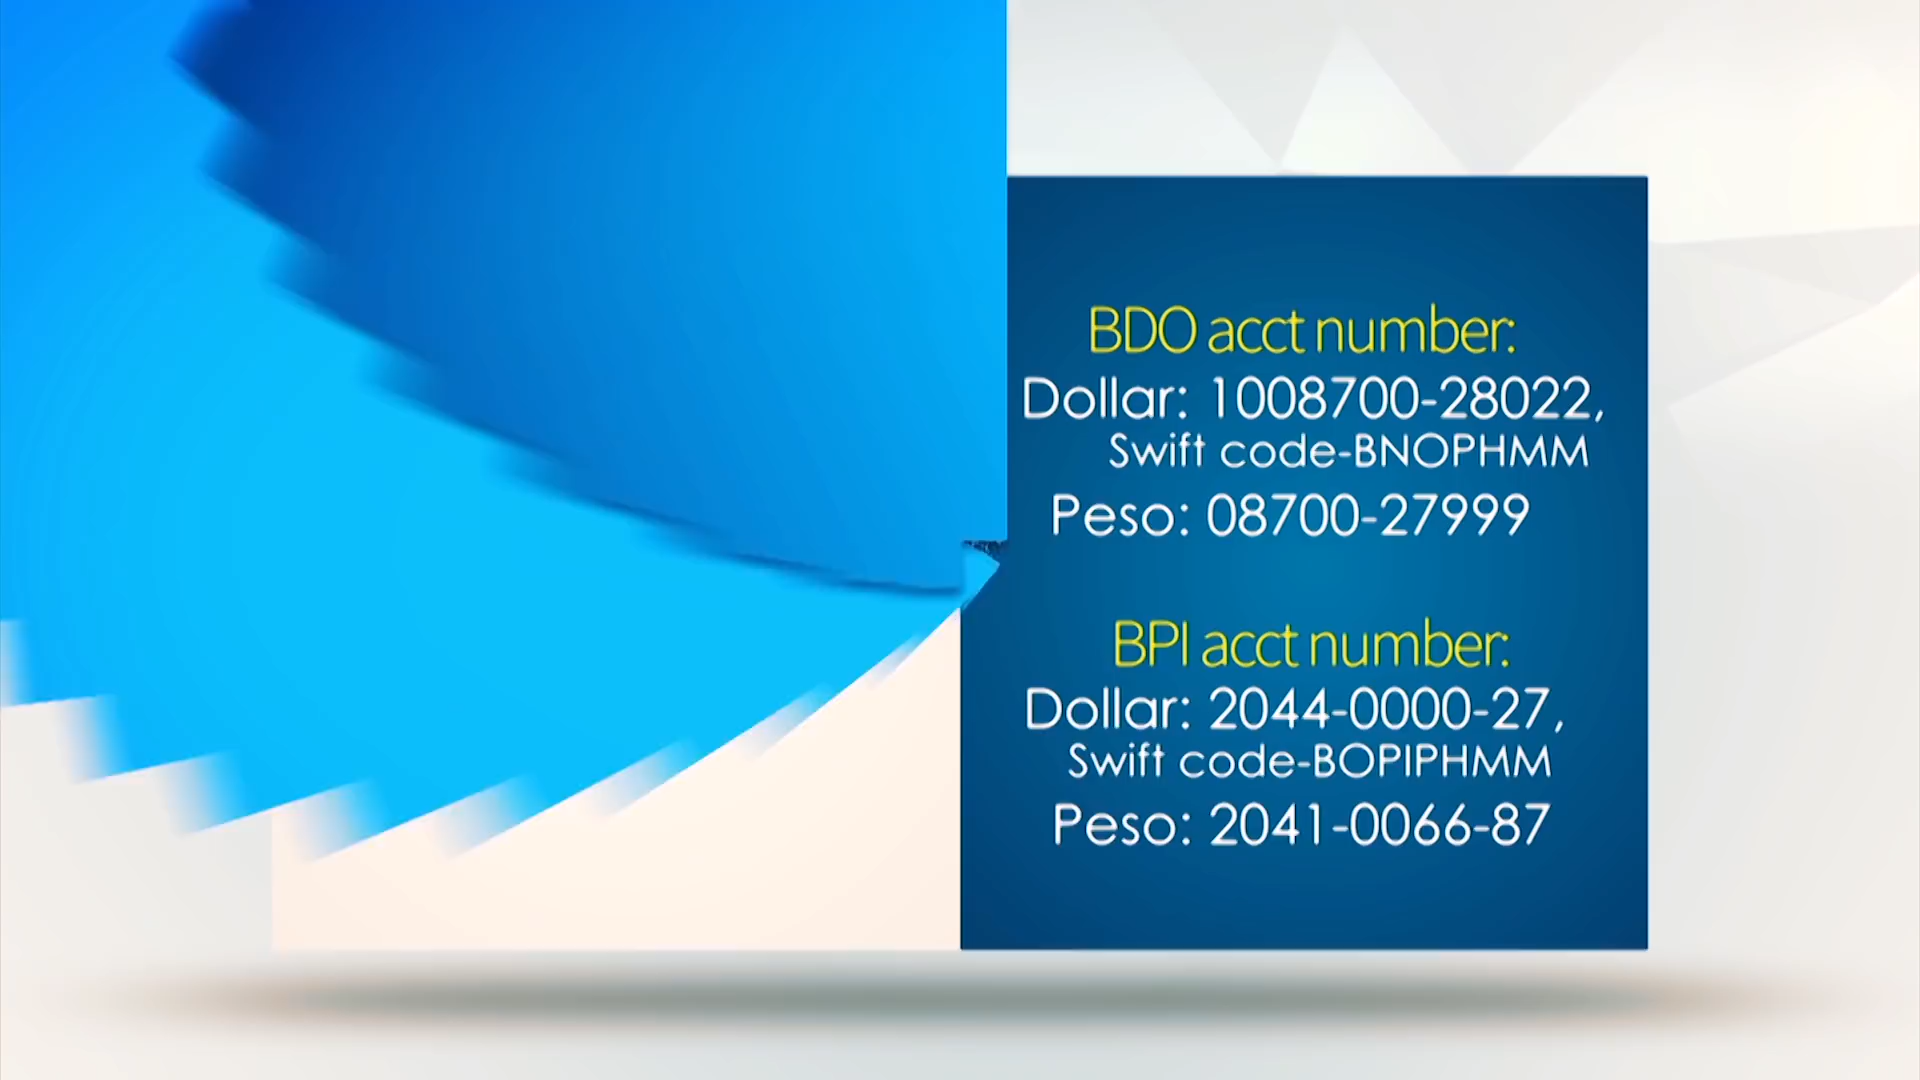 BDO acct number:
Dollar: 1008700-28022,
Swift code-BNOPHMM
Peso: 08700-27999
BPI acct number:
Dollar: 2044-0000-27,
Swift code-BOPIPHMM
Peso: 2041-0066-87